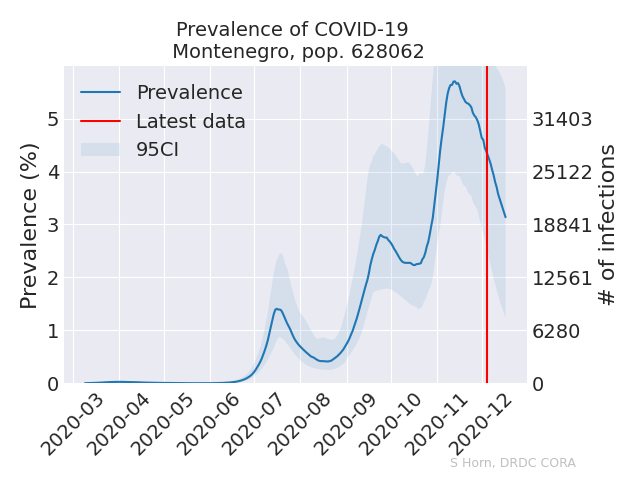 Prevalence of COVID-19
Montenegro, pop. 628062
Prevalence
Latest data
95CI
Prevalence (%)
5
4
3
2
1
0
31403
25122
18841
12561
6280
0
# of infections
2020-03
2020-04
2020-05
2020-06
2020-07
2020-08
2020-09
2020-10
2020-11
2020-12
S Horn, DRDC CORA